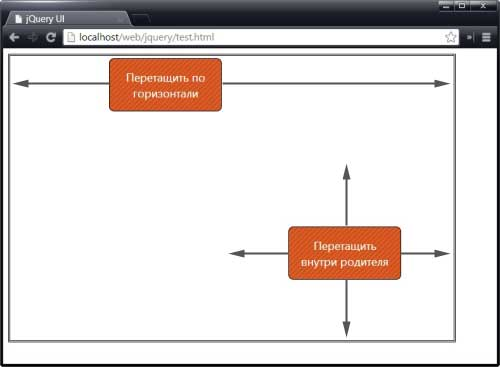 jQuery UI
localhost/web/jquery/test.html
Перетащить по
горизонтали
Перетащить
внутри родителя